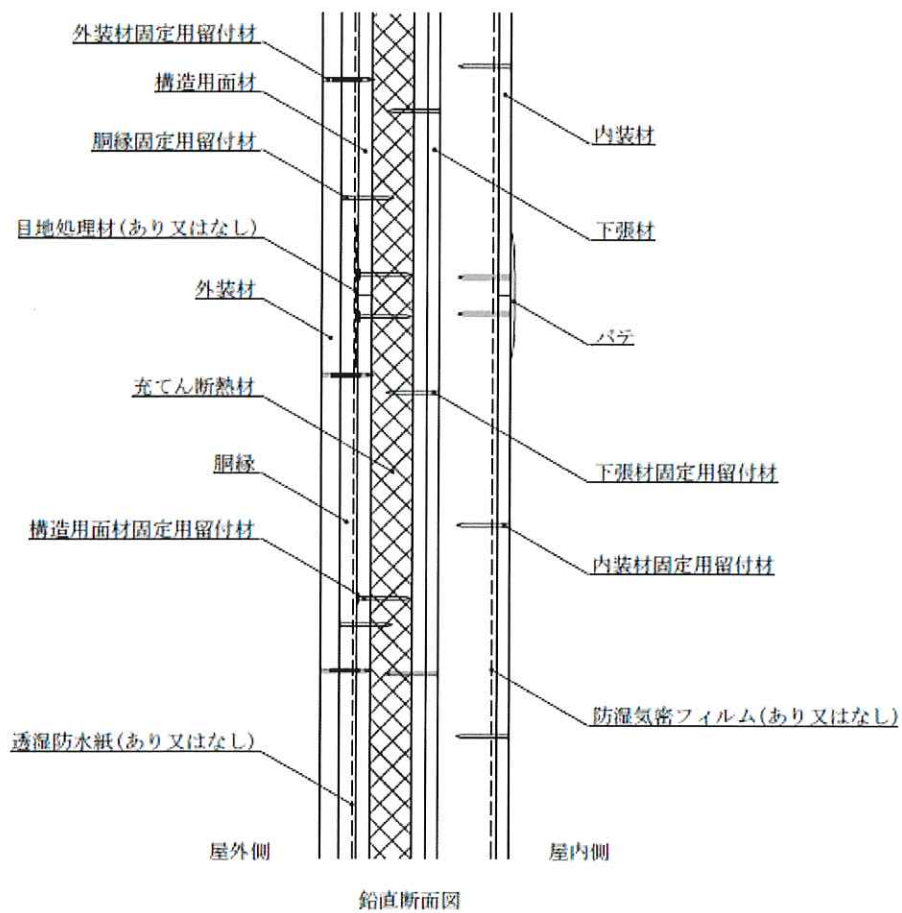 外装材固定用留付材
構造用面材
胴縁固定用留付材
目地処理材(あり又はなし)
外装材
充てん断熱材
胴縁
構造用面材固定用留付材
透湿防水紙(あり又はなし)
内装材
下張材
パテ
下張材固定用留付材
内装材固定用留付材
防湿気密フィルム(あり又はなし)
屋外側
屋内側
鉛直断面図